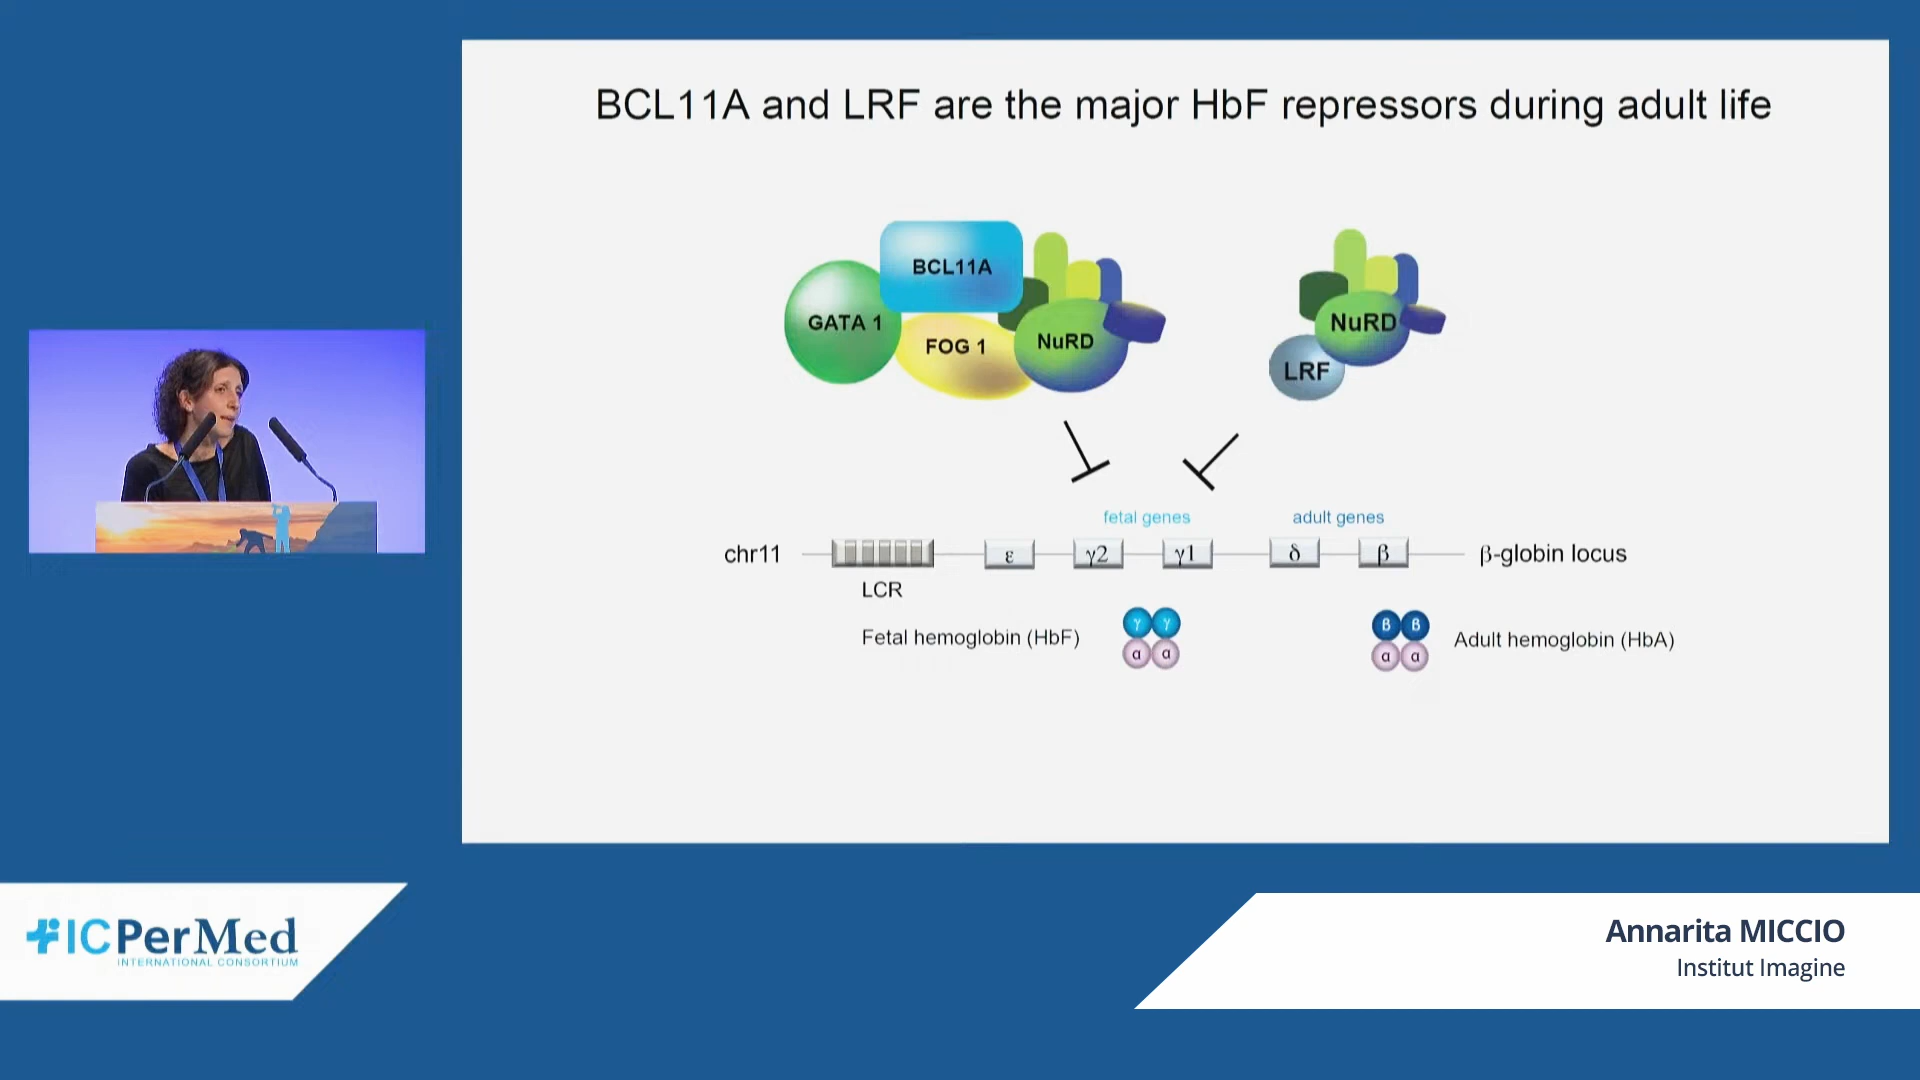 BCL11A and LRF are the major HbF repressors during adult life
BCL11A
GATA 1
FOG 1
NuRD
NuRD
LRF
fetal genes
adult genes
chr11
ε
γ2
γ1
δ
β
β-globin locus
LCR
Fetal hemoglobin (HbF)
γ γ
α α
β β
α α
Adult hemoglobin (HbA)
ICPerMed
INTERNATIONAL CONSORTIUM
Annarita MICCIO
Institut Imagine